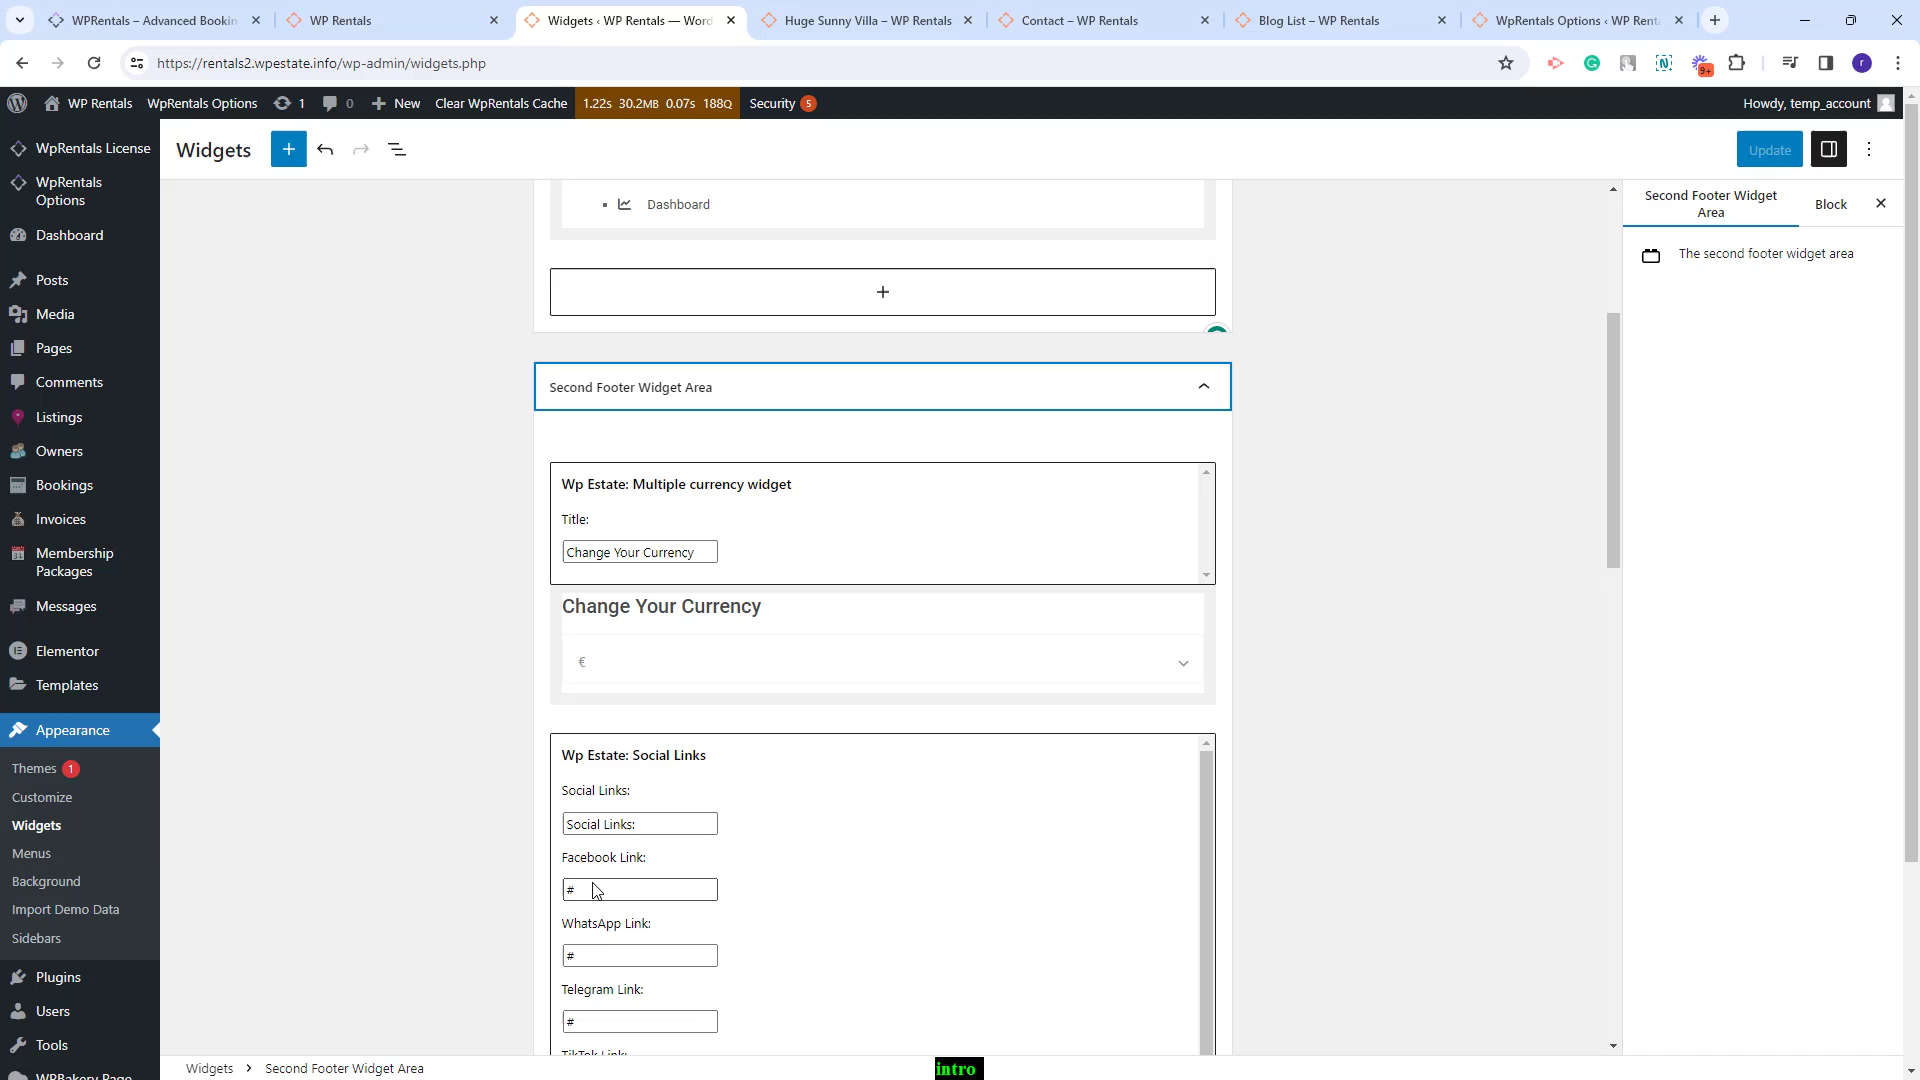 WPRentals – Advanced Bookin
WP Rentals
Widgets ‹ WP Rentals — Word
Huge Sunny Villa – WP Rentals
Contact – WP Rentals
Blog List – WP Rentals
WpRentals Options ‹ WP Rent
https://rentals2.wpestate.info/wp-admin/widgets.php
9+
r
WP Rentals
WpRentals Options
1
0
New
Clear WpRentals Cache
1.22s 30.2MB 0.07s 188Q
Security 5
Howdy, temp_account
WpRentals License
WpRentals
Options
Dashboard
Posts
Media
Pages
Comments
Listings
Owners
Bookings
Invoices
Membership
Packages
Messages
Elementor
Templates
Appearance
Themes 1
Customize
Widgets
Menus
Background
Import Demo Data
Sidebars
Plugins
Users
Tools
WPBakery Page
Widgets
Update
Dashboard
Second Footer Widget Area
Wp Estate: Multiple currency widget
Title:
Change Your Currency
Change Your Currency
€
Wp Estate: Social Links
Social Links:
Social Links:
Facebook Link:
#
WhatsApp Link:
#
Telegram Link:
#
TikTok Link:
Second Footer Widget
Area
Block
The second footer widget area
Widgets > Second Footer Widget Area
intro